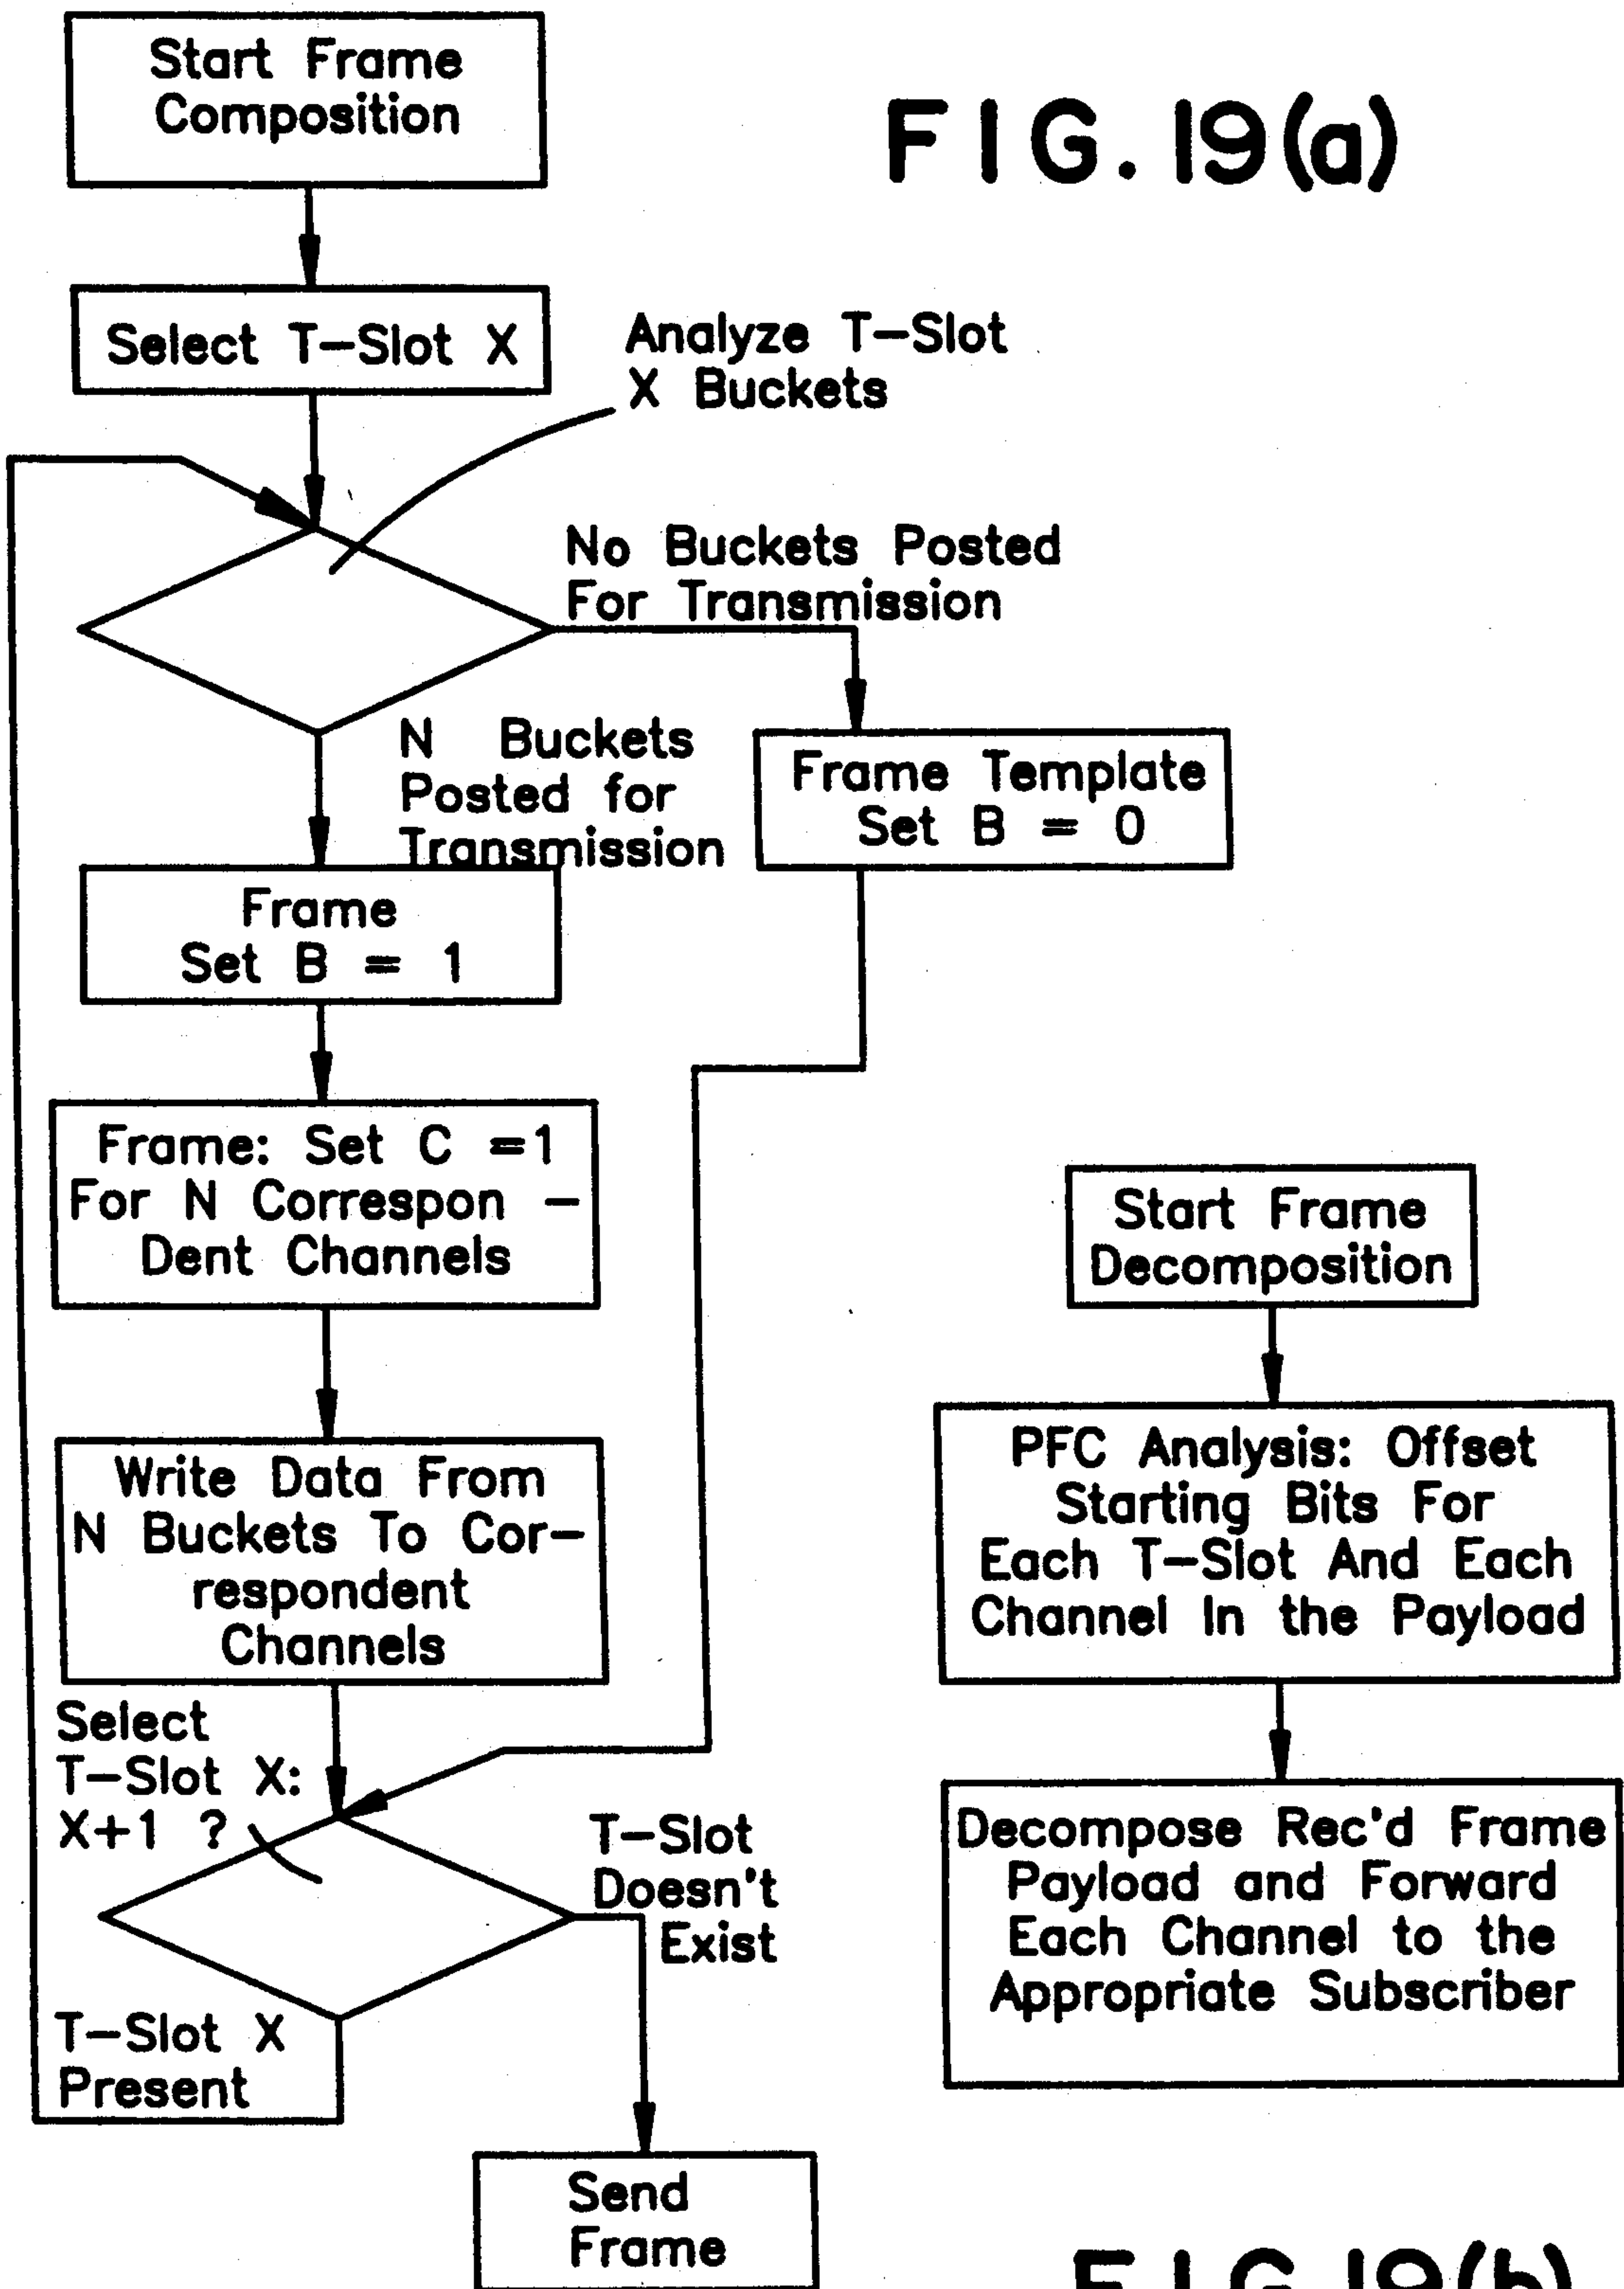 Start Frame
Composition
FIG. 19(a)
Select T-Slot X
Analyze T-Slot
X Buckets
No Buckets Posted
For Transmission
N Buckets
Posted for
Transmission
Frame Template
Set B = 0
Frame
Set B = 1
Frame: Set C =1
For N Correspon -
Dent Channels
Write Data From
N Buckets To Cor-
respondent
Channels
Select
T-Slot X:
X+1 ?
T-Slot
Doesn't
Exist
T-Slot X
Present
Send
Frame
Start Frame
Decomposition
PFC Analysis: Offset
Starting Bits For
Each T-Slot And Each
Channel In the Payload
Decompose Rec'd Frame
Payload and Forward
Each Channel to the
Appropriate Subscriber
FIG. 19(b)